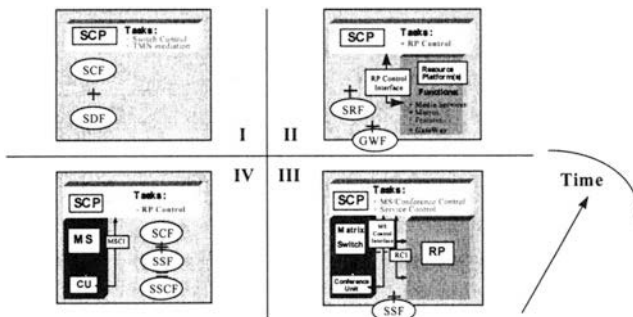 SCP
Tasks:
- Switch Control
- TMN mediation
SCF
+
SDF
I
SCP
Tasks:
- RP Control
RP Control
Interface
Resource
Platform(s)
Functions
• Media services
• Matrix
• Features
• GateWay
+
SRF
+
GWF
II
IV
SCP
Tasks:
- RP Control
MS
MSCI
CU
SCF
+
SSF
+
SSCF
III
SCP
Tasks:
- MS/Conference Control
- Service Control
Matrix
Switch
MS
Control
Interface
RCI
RP
Conference
Unit
+
SSF
Time